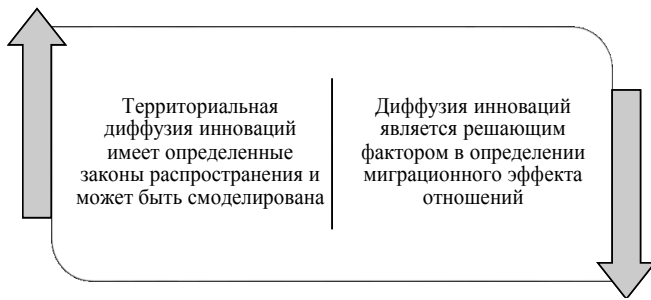 Территориальная
диффузия инноваций
имеет определенные
законы распространения и
может быть смоделирована
Диффузия инноваций
является решающим
фактором в определении
миграционного эффекта
отношений